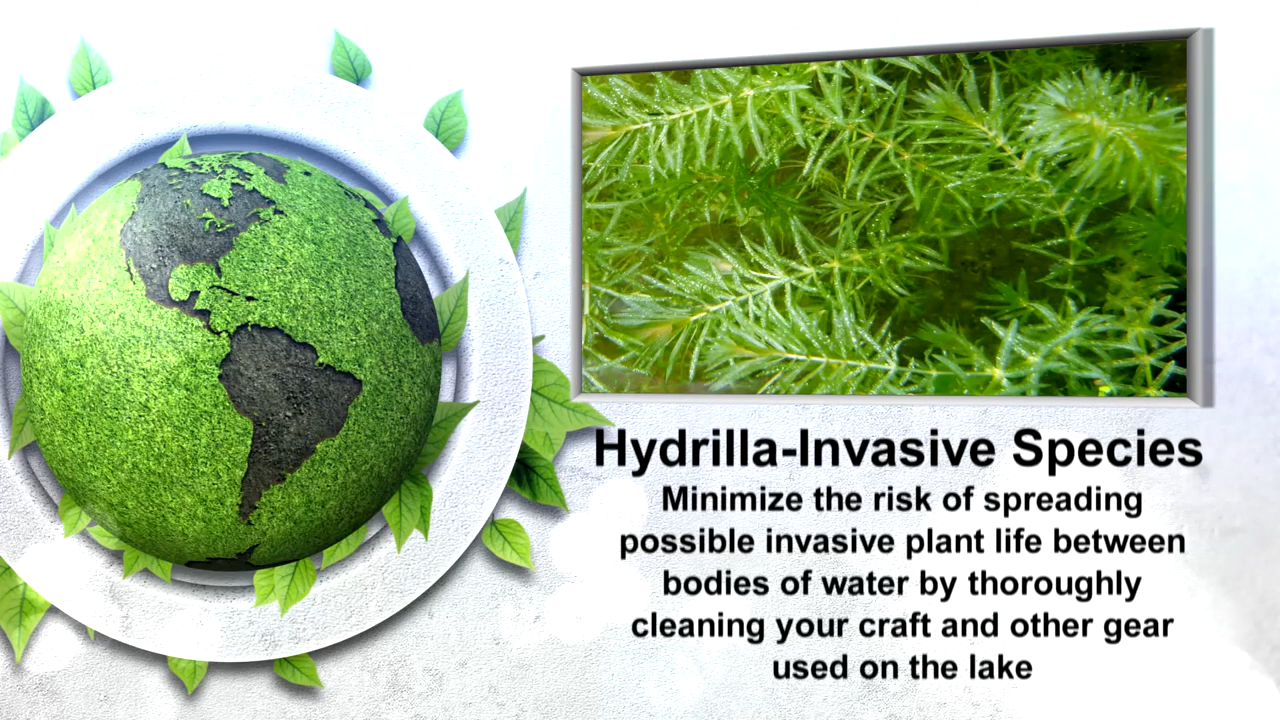 Hydrilla-Invasive Species
Minimize the risk of spreading
possible invasive plant life between
bodies of water by thoroughly
cleaning your craft and other gear
used on the lake